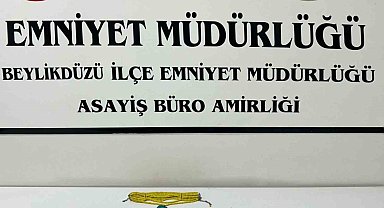 EMNİYET MÜDÜRLÜĞÜ
BEYLİKDÜZÜ İLÇE EMNİYET MÜDÜRLÜĞÜ
ASAYİŞ BÜRO AMİRLİĞİ